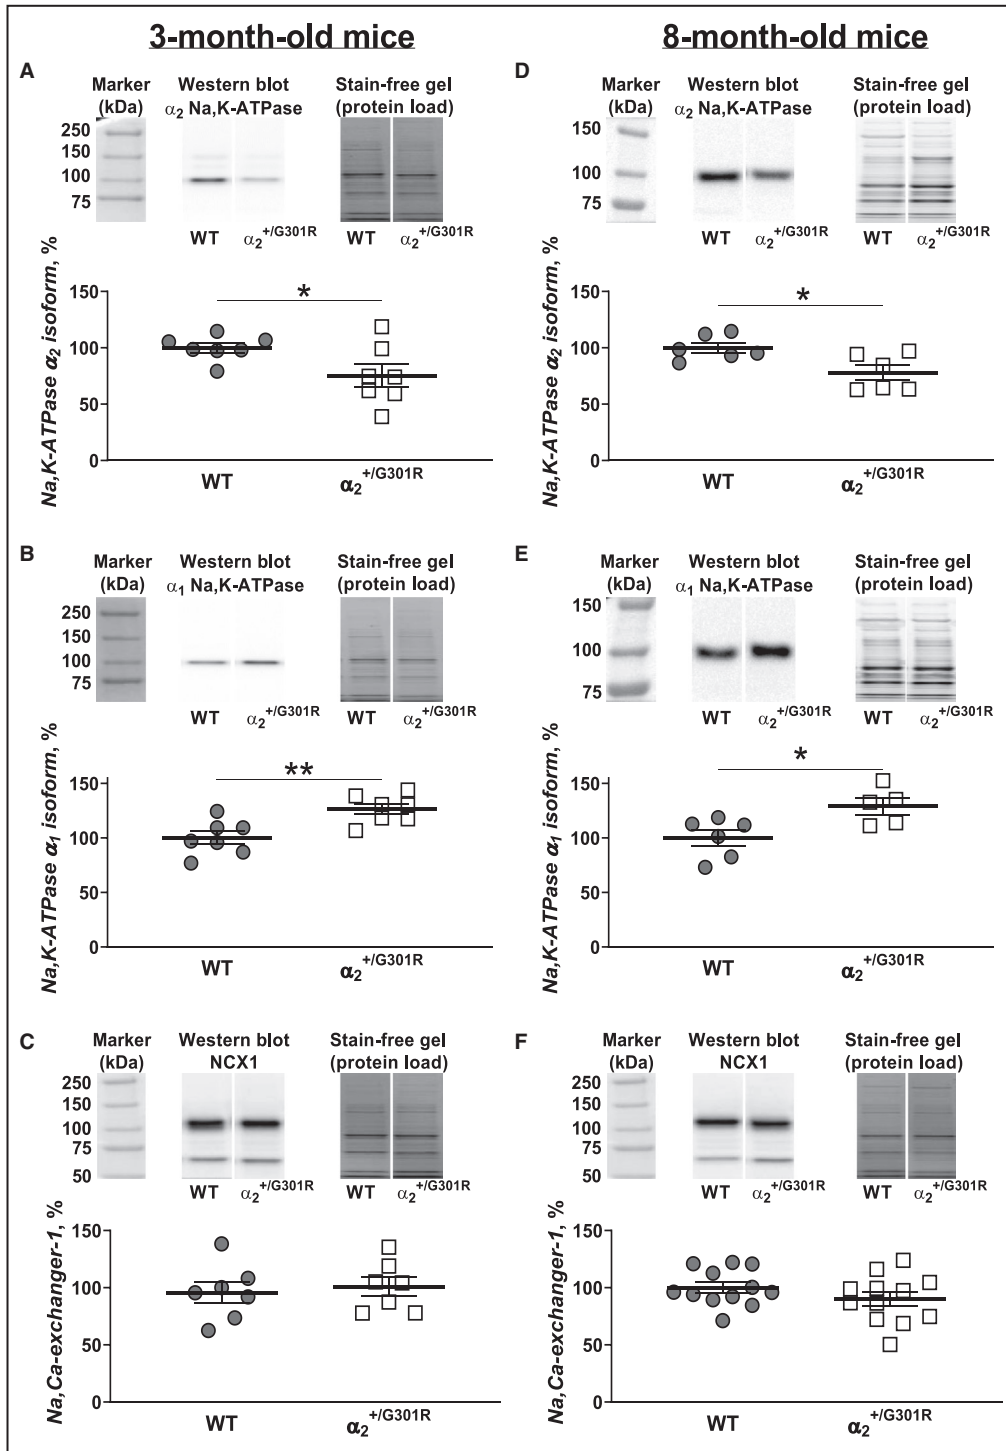 3-month-old mice
8-month-old mice
A
Marker
(kDa)
Western blot
α2 Na,K-ATPase
Stain-free gel
(protein load)
250
150
100
75
WT
α2+/G301R
WT
α2+/G301R
Na,K-ATPase α2 isoform, %
150
100
50
0
*
WT
α2+/G301R
D
Marker
(kDa)
Western blot
α2 Na,K-ATPase
Stain-free gel
(protein load)
150
100
75
WT
α2+/G301R
WT
α2+/G301R
Na,K-ATPase α2 isoform, %
150
100
50
0
*
WT
α2+/G301R
B
Marker
(kDa)
Western blot
α1 Na,K-ATPase
Stain-free gel
(protein load)
250
150
100
75
WT
α2+/G301R
WT
α2+/G301R
Na,K-ATPase α1 isoform, %
150
100
50
0
**
WT
α2+/G301R
E
Marker
(kDa)
Western blot
α1 Na,K-ATPase
Stain-free gel
(protein load)
150
100
75
WT
α2+/G301R
WT
α2+/G301R
Na,K-ATPase α1 isoform, %
150
100
50
0
*
WT
α2+/G301R
C
Marker
(kDa)
Western blot
NCX1
Stain-free gel
(protein load)
250
150
100
75
50
WT
α2+/G301R
WT
α2+/G301R
Na,Ca-exchanger-1, %
150
100
50
0
WT
α2+/G301R
F
Marker
(kDa)
Western blot
NCX1
Stain-free gel
(protein load)
250
150
100
75
50
WT
α2+/G301R
WT
α2+/G301R
Na,Ca-exchanger-1, %
150
100
50
0
WT
α2+/G301R